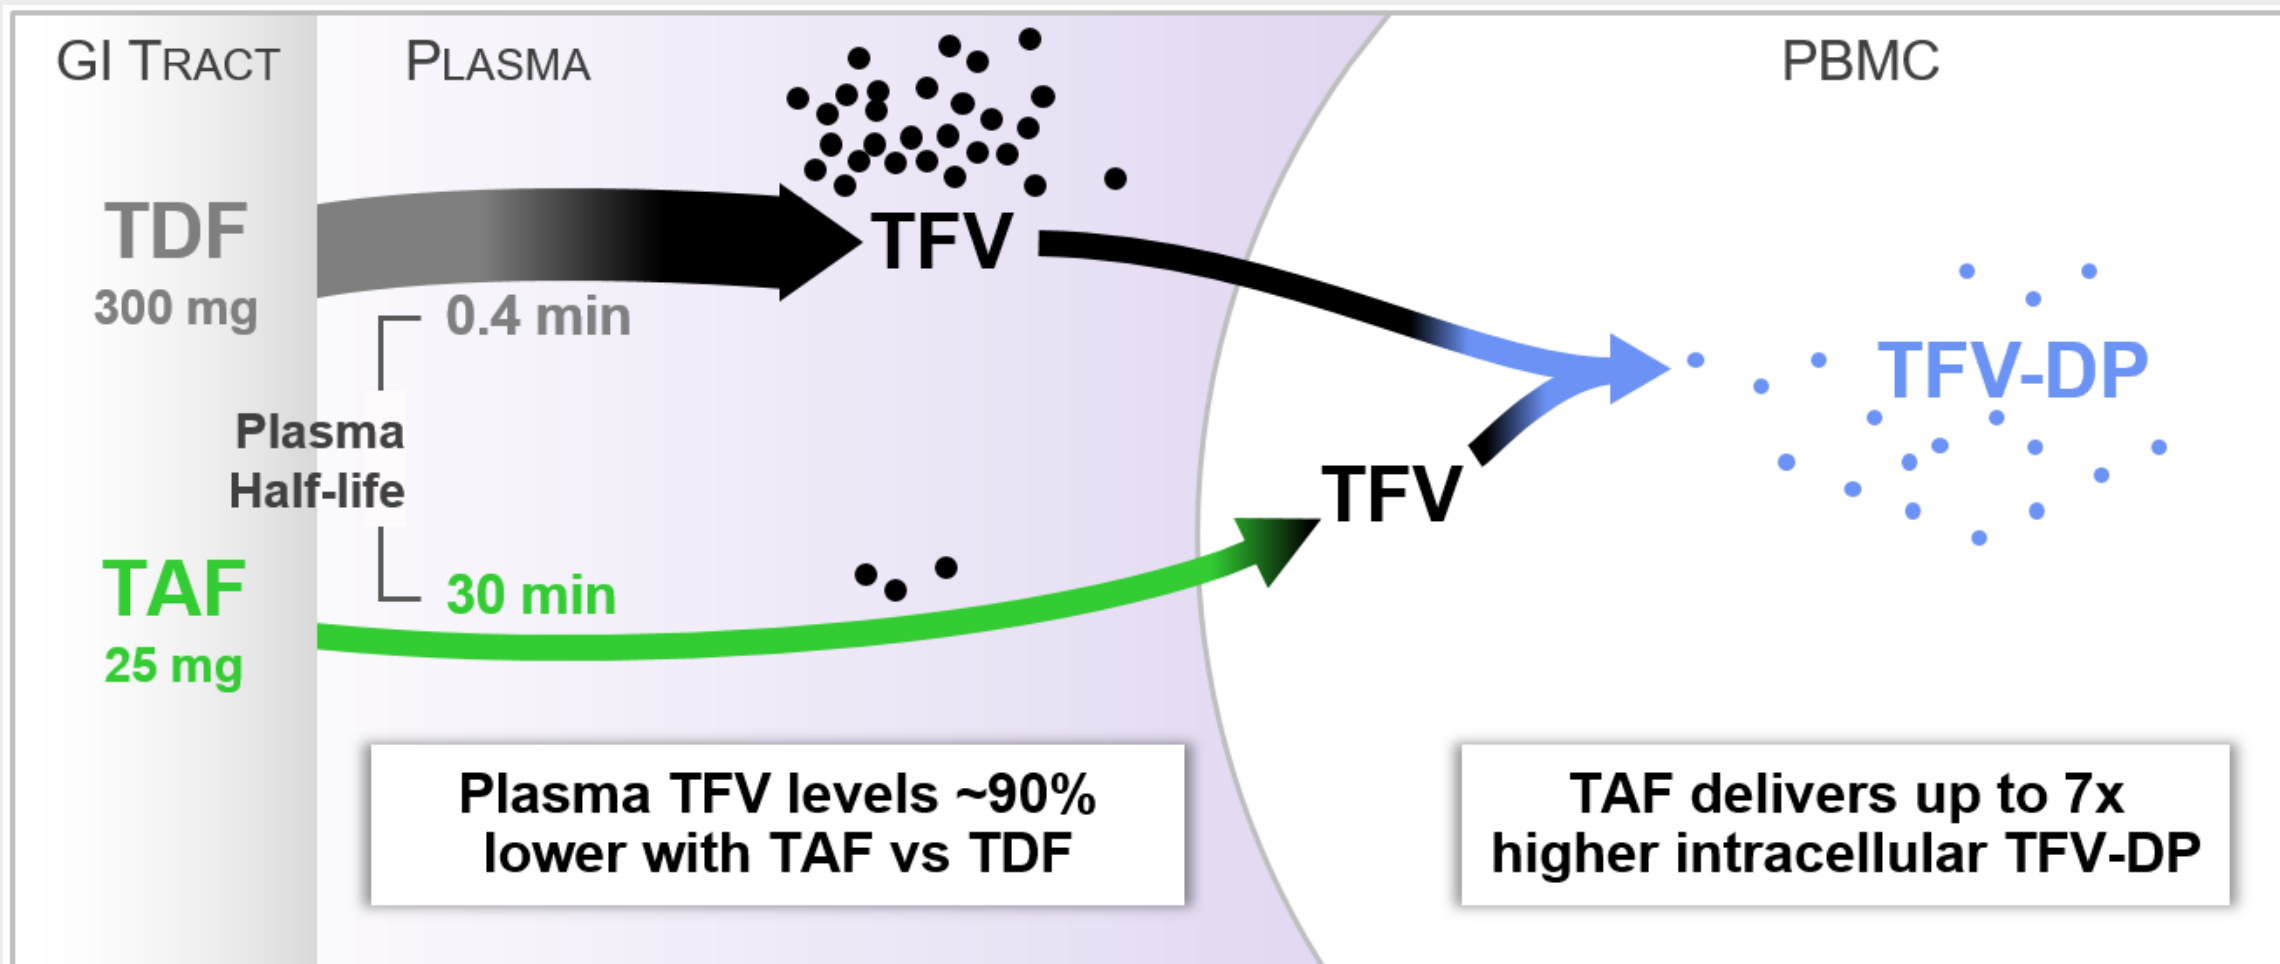 GI TRACT
PLASMA
PBMC
TDF
300 mg
TFV
0.4 min
Plasma
Half-life
TFV-DP
TFV
TAF
25 mg
30 min
Plasma TFV levels ~90%
lower with TAF vs TDF
TAF delivers up to 7x
higher intracellular TFV-DP